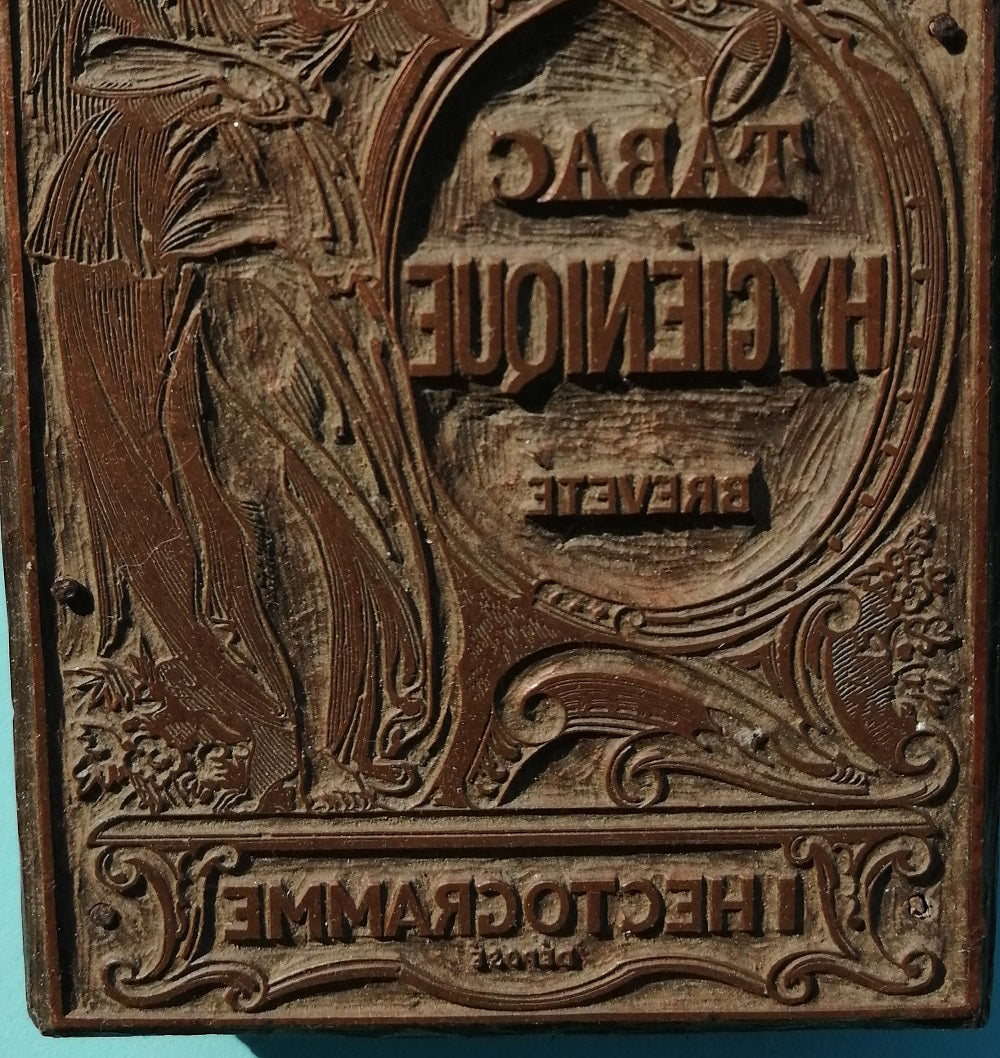 TABAC
HYGIÉNIQUE
BREVETÉ
1 HECTOGRAMME
DÉPOSÉ